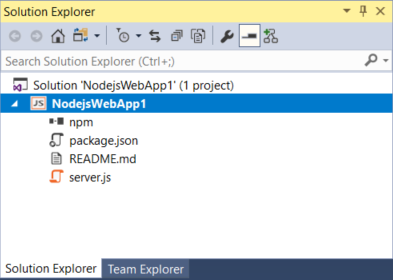 Solution Explorer
Search Solution Explorer (Ctrl+;)
Solution 'NodejsWebApp1' (1 project)
JS NodejsWebApp1
npm
package.json
README.md
server.js
Solution Explorer Team Explorer